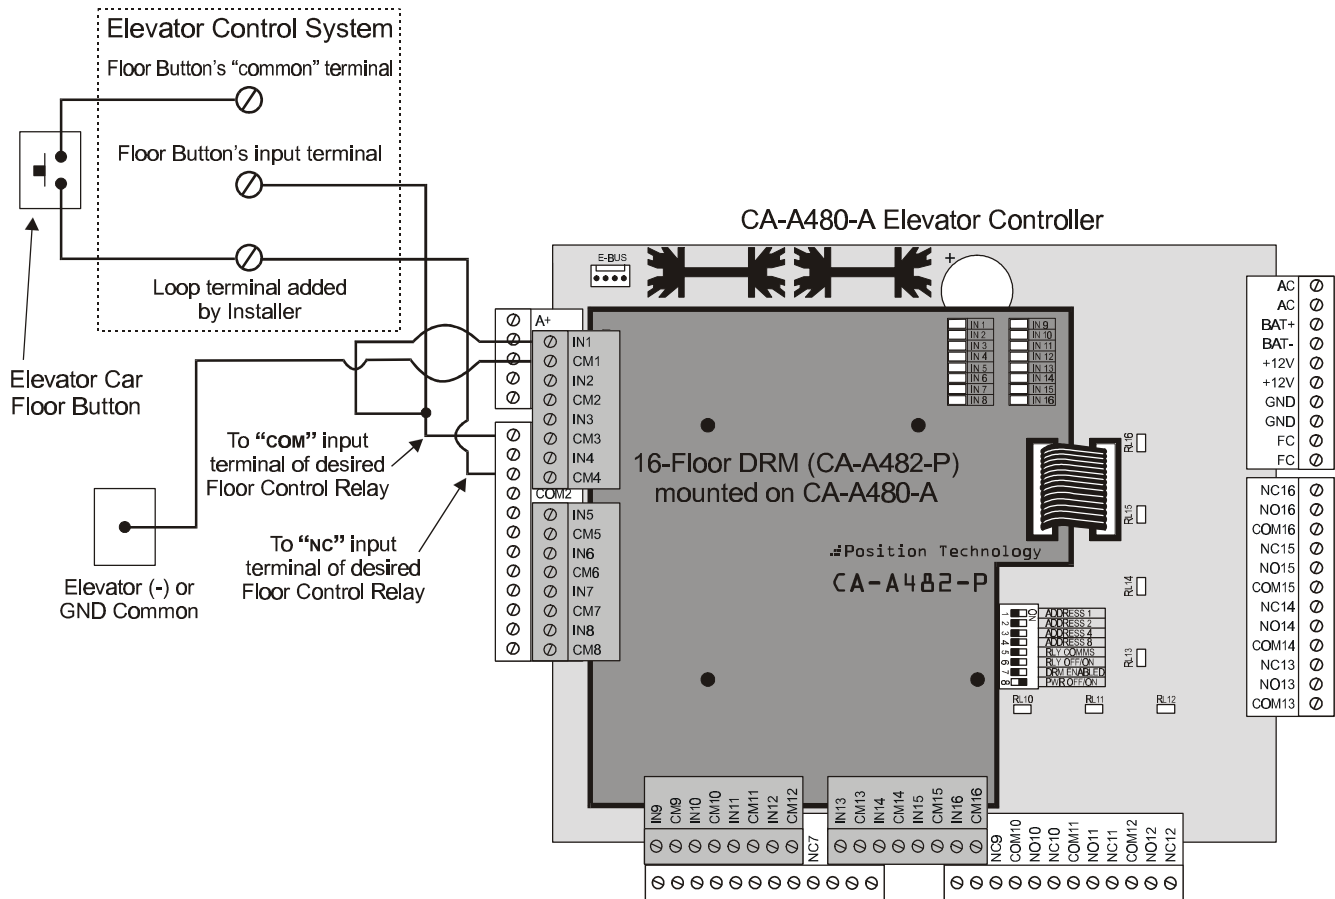 Elevator Control System
Floor Button's "common" terminal
Floor Button's input terminal
Loop terminal added
by Installer
Elevator Car
Floor Button
To "COM" input
terminal of desired
Floor Control Relay
To "NC" input
terminal of desired
Floor Control Relay
Elevator (-) or
GND Common
CA-A480-A Elevator Controller
E-BUS
+
A+
IN1
CM1
IN2
CM2
IN3
CM3
IN4
CM4
COM2
IN5
CM5
IN6
CM6
IN7
CM7
IN8
CM8
IN 1
IN 2
IN 3
IN 4
IN 5
IN 6
IN 7
IN 8
IN 9
IN 10
IN 11
IN 12
IN 13
IN 14
IN 15
IN 16
16-Floor DRM (CA-A482-P)
mounted on CA-A480-A
Position Technology
CA-A482-P
RL16
RL15
RL14
RL13
RL10
RL11
RL12
ON
1 ADDRESS 1
2 ADDRESS 2
3 ADDRESS 4
4 ADDRESS 8
5 RLY COMMS
6 RLY OFF/ON
7 DRM ENABLED
8 PWR OFF/ON
AC
AC
BAT+
BAT-
+12V
+12V
GND
GND
FC
FC
NC16
NO16
COM16
NC15
NO15
COM15
NC14
NO14
COM14
NC13
NO13
COM13
IN9
CM9
IN10
CM10
IN11
CM11
IN12
CM12
NC7
IN13
CM13
IN14
CM14
IN15
CM15
IN16
CM16
NC9
COM10
NO10
NC10
COM11
NO11
NC11
COM12
NO12
NC12